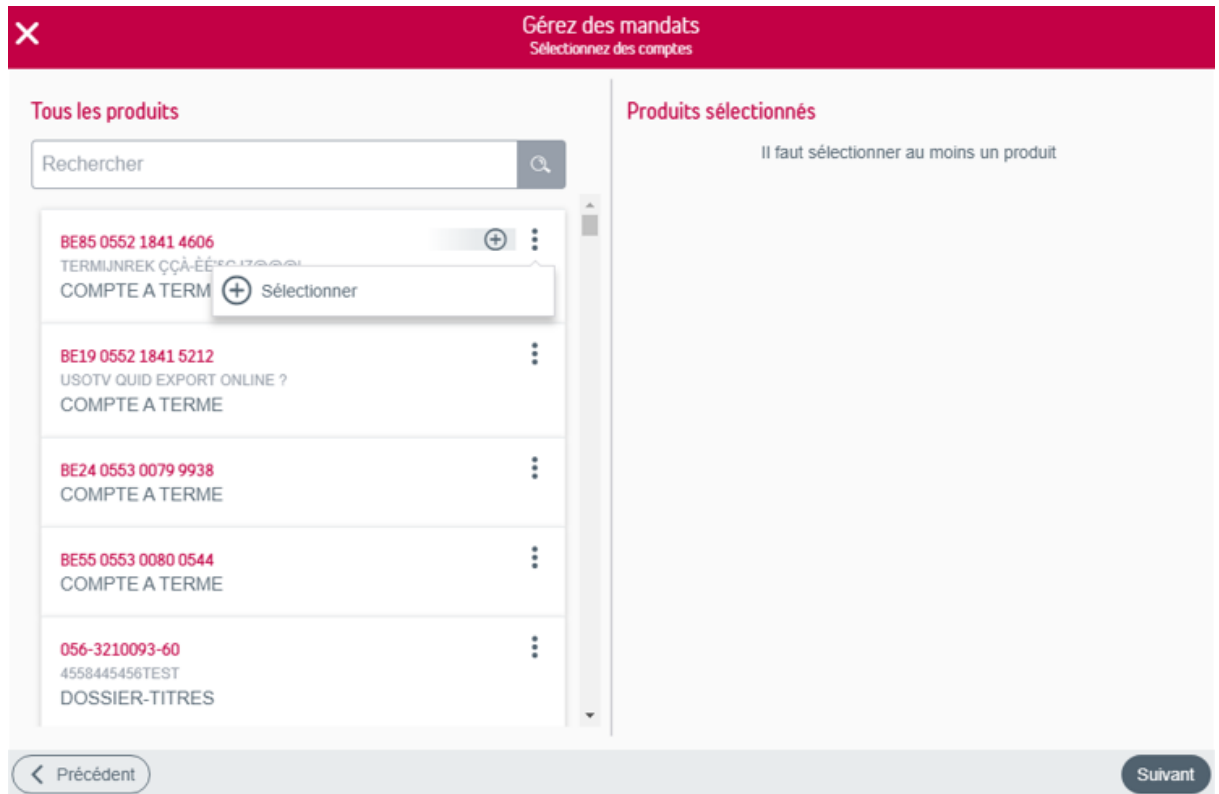 Gérez des mandats
Sélectionnez des comptes
Tous les produits
Rechercher
BE85 0552 1841 4606
TERMIJNREK
COMPTE A TERM
Sélectionner
BE19 0552 1841 5212
USOTV QUID EXPORT ONLINE ?
COMPTE A TERME
BE24 0553 0079 9938
COMPTE A TERME
BE55 0553 0080 0544
COMPTE A TERME
056-3210093-60
4558445456TEST
DOSSIER-TITRES
Produits sélectionnés
Il faut sélectionner au moins un produit
Précédent
Suivant